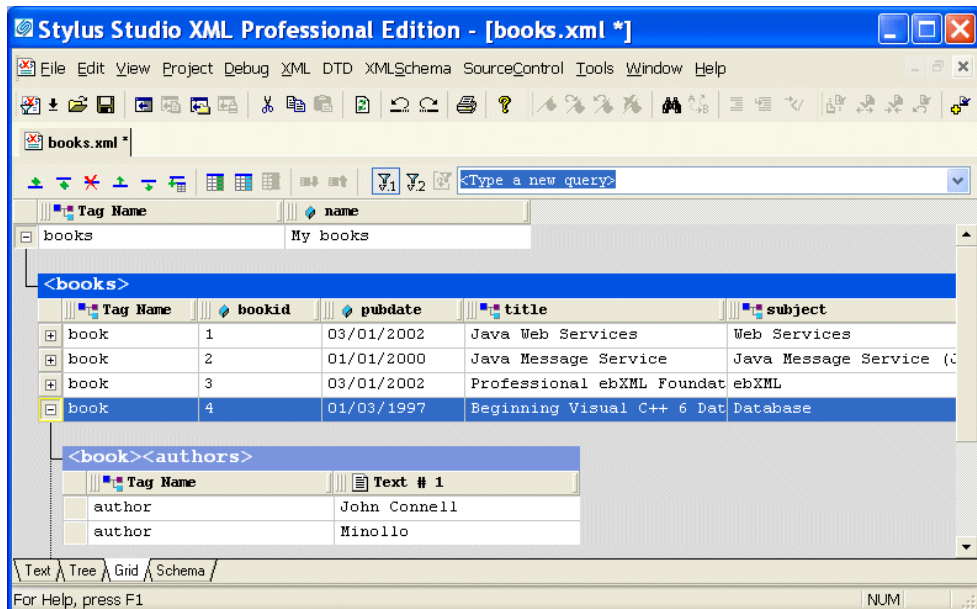 Stylus Studio XML Professional Edition - [books.xml *]
File Edit View Project Debug XML DTD XMLSchema SourceControl Tools Window Help
books.xml *
<Type a new query>
Tag Name name
books My books
<books>
Tag Name bookid pubdate title subject
book 1 03/01/2002 Java Web Services Web Services
book 2 01/01/2000 Java Message Service Java Message Service (J
book 3 03/01/2002 Professional ebXML Foundat ebXML
book 4 01/03/1997 Beginning Visual C++ 6 Dat Database
<book><authors>
Tag Name Text # 1
author John Connell
author Minollo
Text Tree Grid Schema
For Help, press F1 NUM